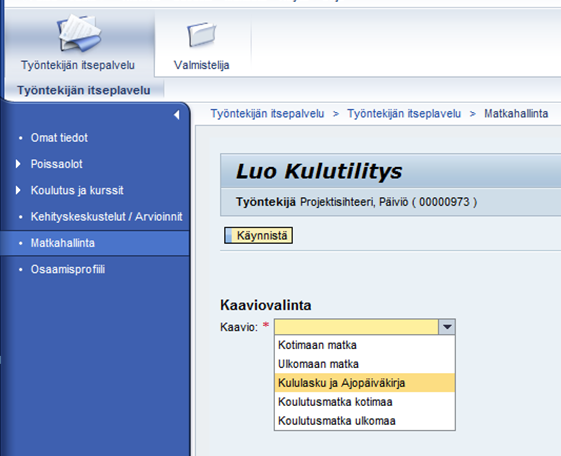 Työntekijän itsepalvelu
Valmistelija
Työntekijän itseplavelu
Omat tiedot
Poissaolot
Koulutus ja kurssit
Kehityskeskustelut / Arvioinnit
Matkahallinta
Osaamisprofiili
Työntekijän itsepalvelu > Työntekijän itseplavelu > Matkahallinta
Luo Kulutilitys
Työntekijä Projektisihteeri, Päiviö ( 00000973 )
Käynnistä
Kaaviovalinta
Kaavio: *
Kotimaan matka
Ulkomaan matka
Kululasku ja Ajopäiväkirja
Koulutusmatka kotimaa
Koulutusmatka ulkomaa